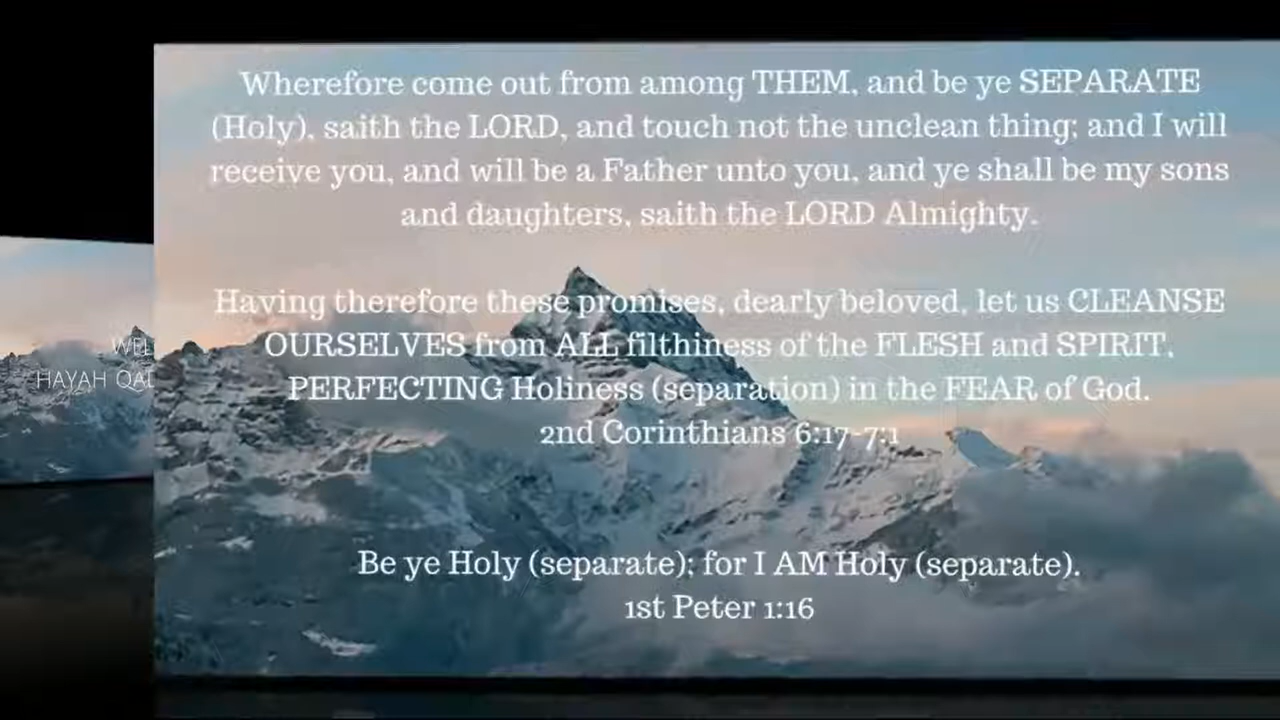 Wherefore come out from among THEM, and be ye SEPARATE
(Holy), saith the LORD, and touch not the unclean thing; and I will
receive you, and will be a Father unto you, and ye shall be my sons
and daughters, saith the LORD Almighty.
Having therefore these promises, dearly beloved, let us CLEANSE
OURSELVES from ALL filthiness of the FLESH and SPIRIT,
PERFECTING Holiness (separation) in the FEAR of God.
2nd Corinthians 6:17-7:1
Be ye Holy (separate); for I AM Holy (separate).
1st Peter 1:16
WEL
HAYAH QAL